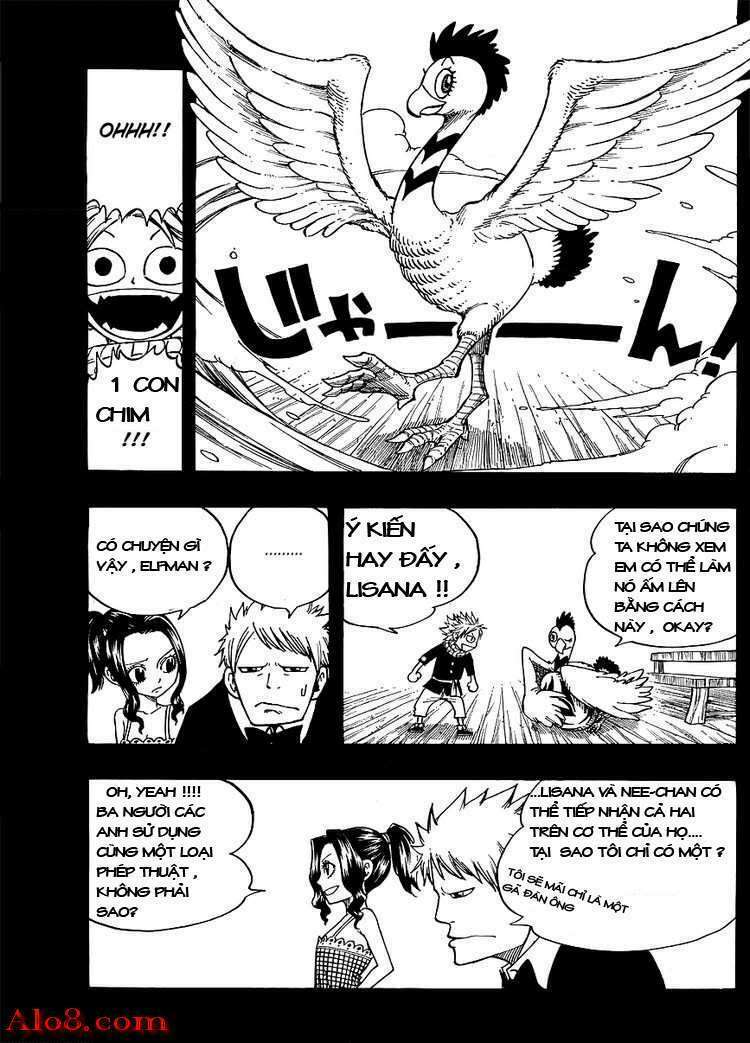 OHHH!!
1 CON
CHIM
!!!
じゃーーん!
CÓ CHUYỆN GÌ
VẬY , ELFMAN ?
.........
Ý KIẾN
HAY ĐẤY ,
LISANA !!
TẠI SAO CHÚNG
TA KHÔNG XEM
EM CÓ THỂ LÀM
NÓ ẤM LÊN
BẰNG CÁCH
NÀY , OKAY?
OH, YEAH !!!!
BA NGƯỜI CÁC
ANH SỬ DỤNG
CÙNG MỘT LOẠI
PHÉP THUẬT ,
KHÔNG PHẢI
SAO?
....LISANA VÀ NEE-CHAN CÓ
THỂ TIẾP NHẬN CẢ HAI
TRÊN CƠ THỂ CỦA HỌ....
TẠI SAO TÔI CHỈ CÓ MỘT ?
TÔI SẼ MÃI CHỈ LÀ MỘT
GÃ ĐÀN ÔNG
Alo8.com